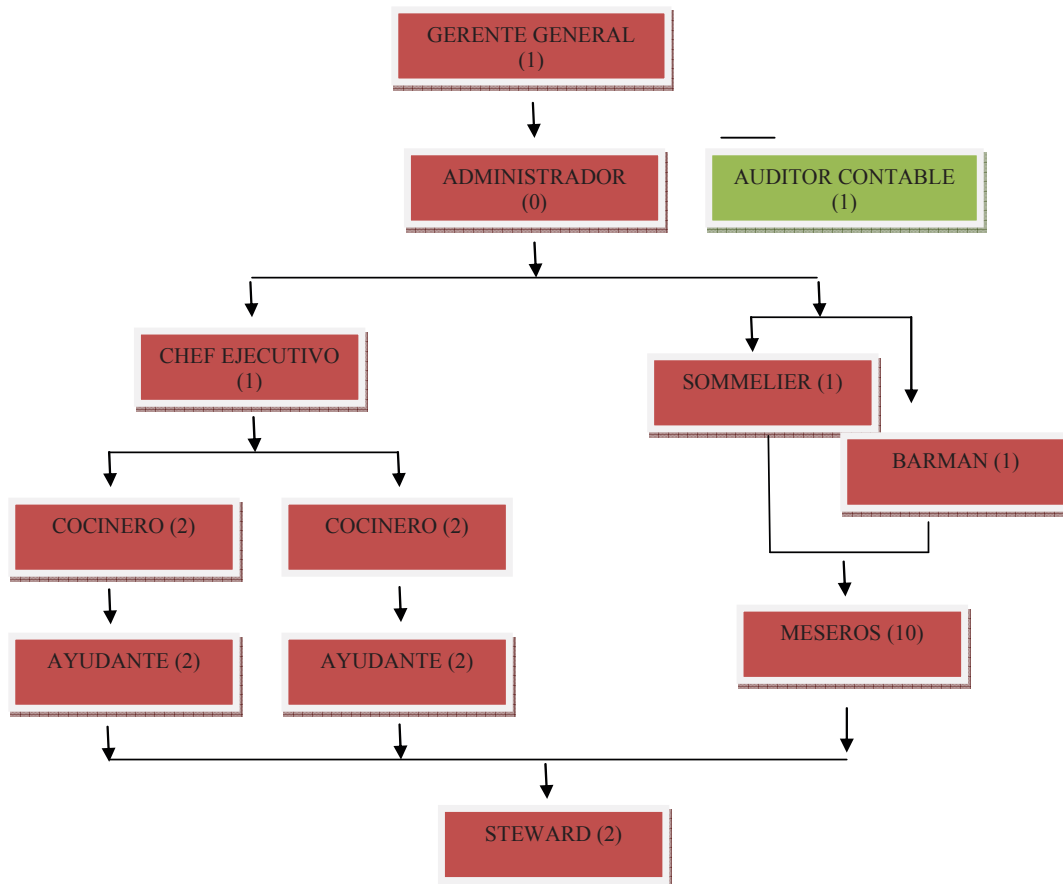 GERENTE GENERAL
(1)
ADMINISTRADOR
(0)
AUDITOR CONTABLE
(1)
CHEF EJECUTIVO
(1)
SOMMELIER (1)
BARMAN (1)
COCINERO (2)
COCINERO (2)
MESEROS (10)
AYUDANTE (2)
AYUDANTE (2)
STEWARD (2)